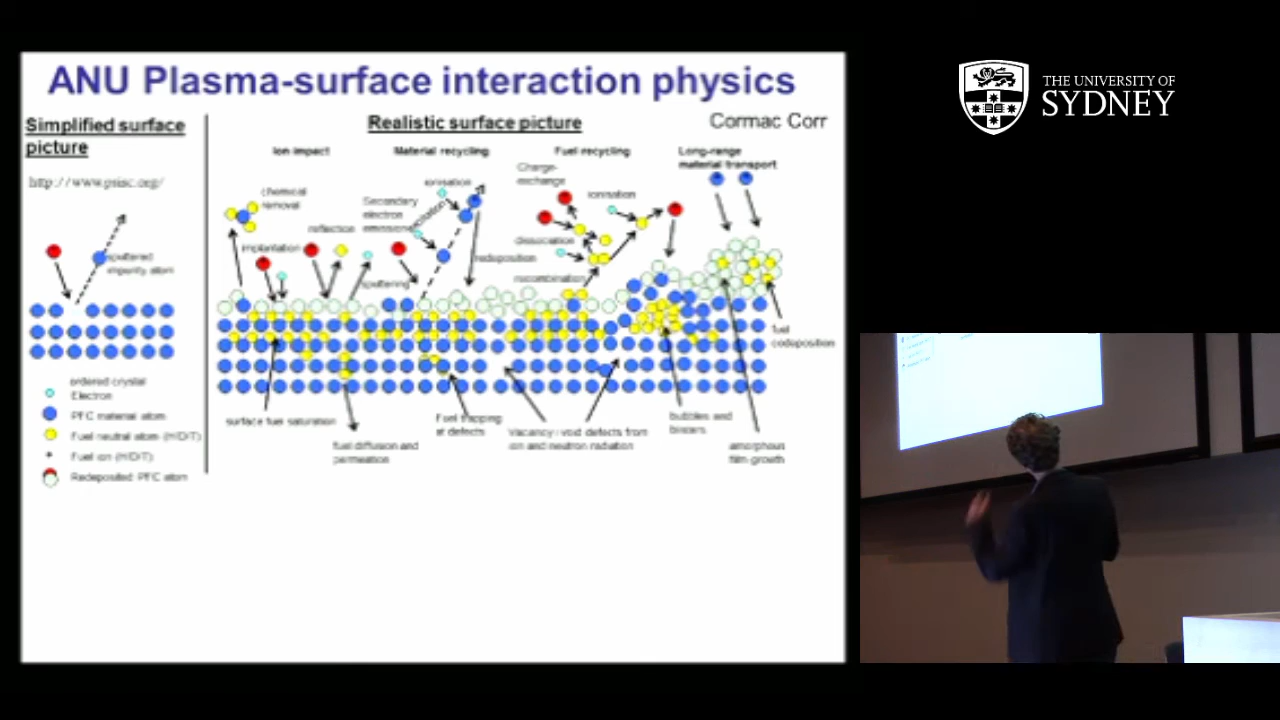 ANU Plasma-surface interaction physics
Simplified surface
picture
Realistic surface picture
Cormac Corr
http://www.psisc.org/
Ion impact
Material recycling
Fuel recycling
Long-range
material transport
Charge-
exchange
ionisation
ionisation
chemical
removal
Secondary
electron
emission
reflection
implantation
dissociation
redeposition
recombination
sputtering
sputtered
impurity atom
fuel
codeposition
ordered crystal
Electron
PFC material atom
Fuel neutral atom (H/D/T)
Fuel ion (H/D/T)
Redeposited PFC atom
surface fuel saturation
fuel diffusion and
permeation
Fuel trapping
at defects
Vacancy / void defects from
ion and neutron radiation
bubbles and
blisters
amorphous
film growth
THE UNIVERSITY OF
SYDNEY